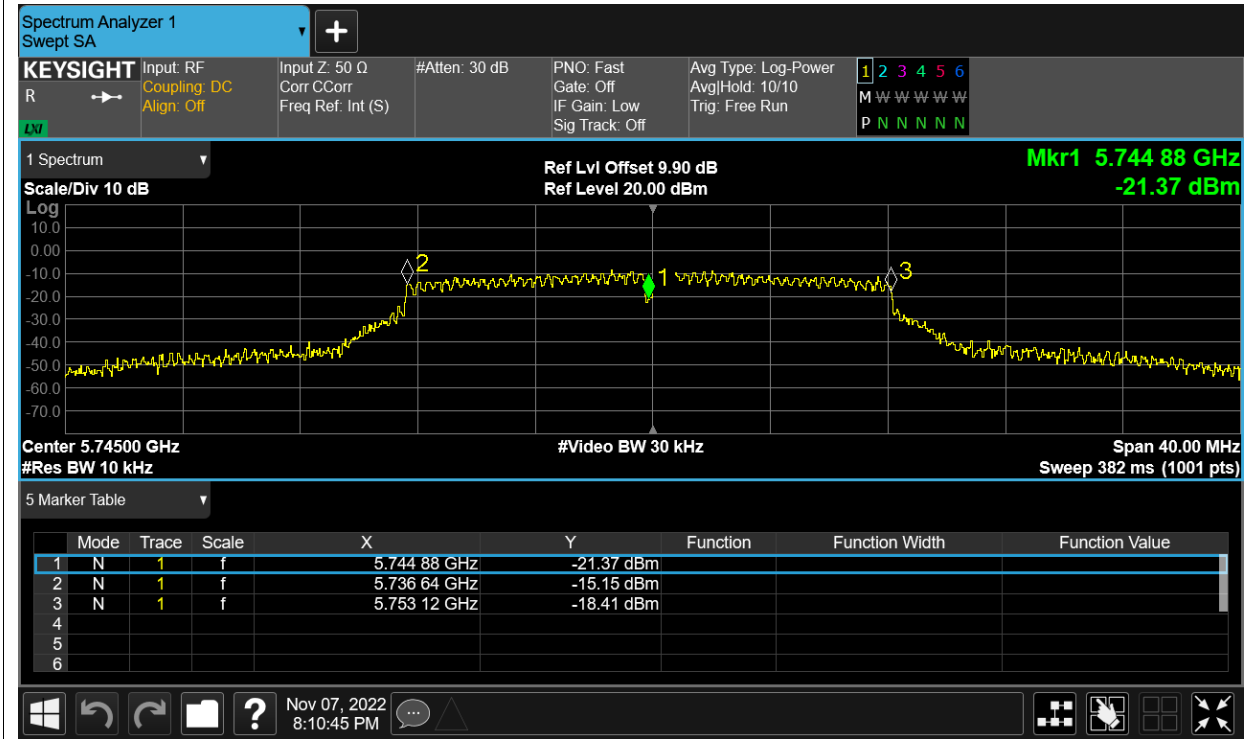 Spectrum Analyzer 1
Swept SA
+
KEYSIGHT
R
LXI
Input: RF
Coupling: DC
Align: Off
Input Z: 50 Ω
Corr CCorr
Freq Ref: Int (S)
#Atten: 30 dB
PNO: Fast
Gate: Off
IF Gain: Low
Sig Track: Off
Avg Type: Log-Power
Avg|Hold: 10/10
Trig: Free Run
1 2 3 4 5 6
M W W W W W
P N N N N N
1 Spectrum
Scale/Div 10 dB
Ref Lvl Offset 9.90 dB
Ref Level 20.00 dBm
Mkr1 5.744 88 GHz
-21.37 dBm
Log
10.0
0.00
-10.0
-20.0
-30.0
-40.0
-50.0
-60.0
-70.0
2
1
3
Center 5.74500 GHz
#Res BW 10 kHz
#Video BW 30 kHz
Span 40.00 MHz
Sweep 382 ms (1001 pts)
5 Marker Table
Mode Trace Scale X Y Function Function Width Function Value
1 N 1 f 5.744 88 GHz -21.37 dBm
2 N 1 f 5.736 64 GHz -15.15 dBm
3 N 1 f 5.753 12 GHz -18.41 dBm
4
5
6
?
Nov 07, 2022
8:10:45 PM